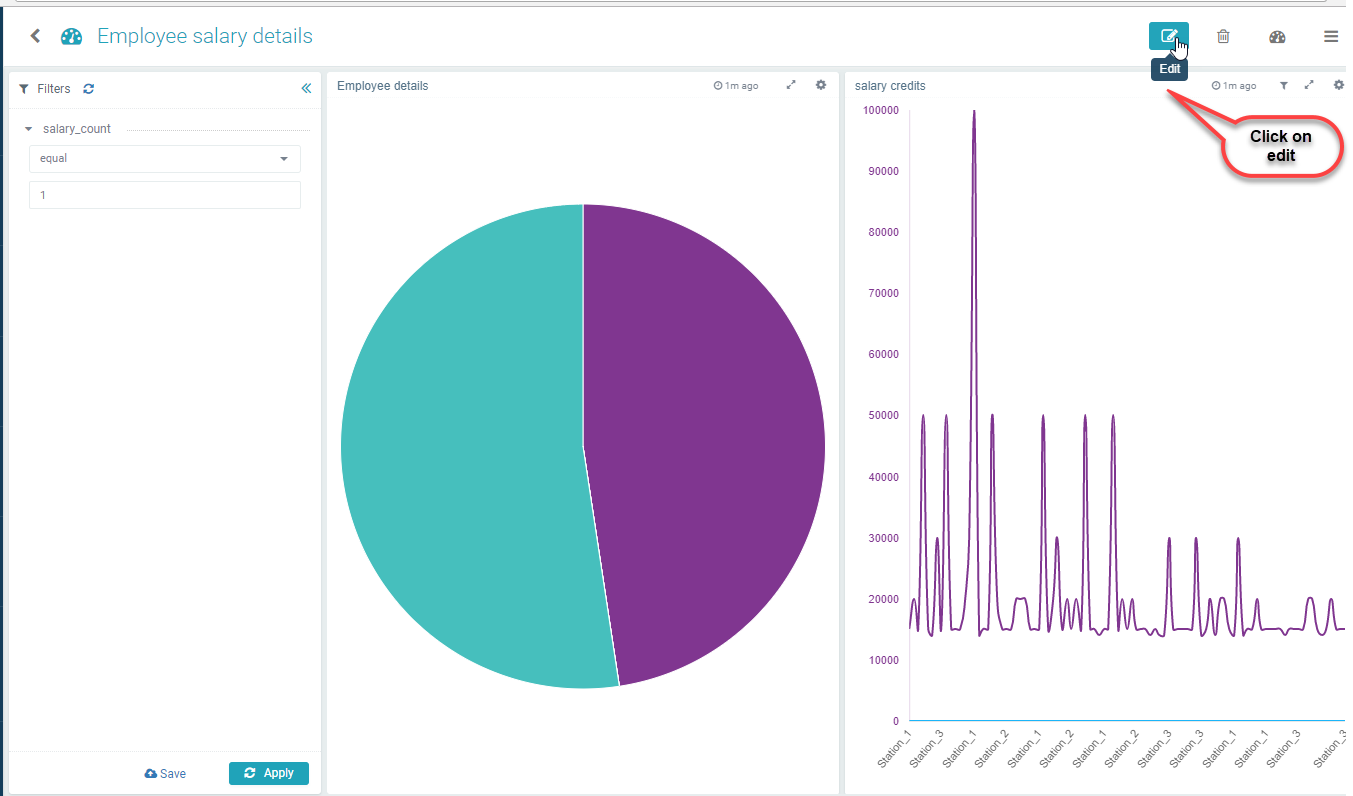 Employee salary details
Edit
Click on
edit
Filters
salary_count
equal
1
Save
Apply
Employee details
1m ago
salary credits
1m ago
100000
90000
80000
70000
60000
50000
40000
30000
20000
10000
0
Station_1
Station_3
Station_1
Station_2
Station_1
Station_2
Station_1
Station_2
Station_3
Station_3
Station_1
Station_1
Station_3
Station_3